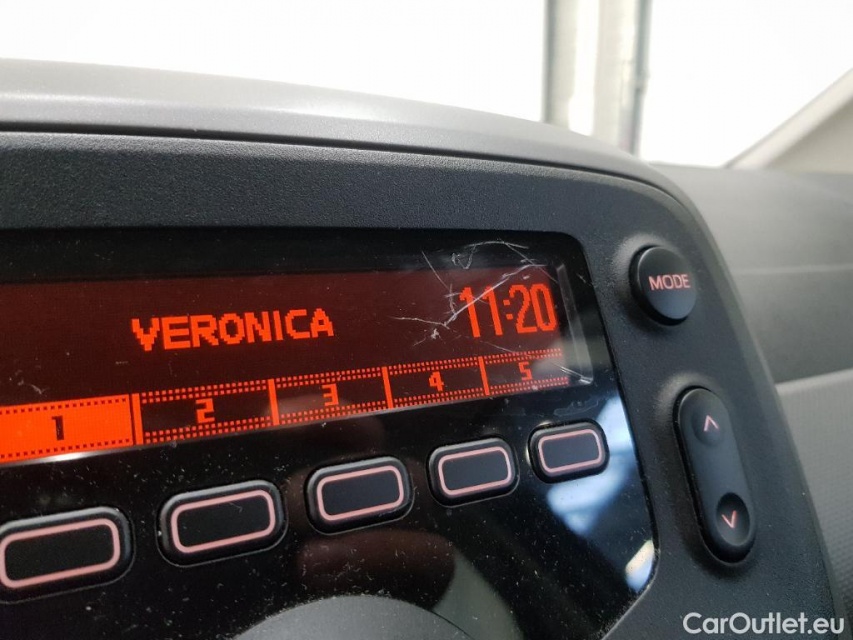 MODE
VERONICA 11:20
1 2 3 4 5
CarOutlet.eu